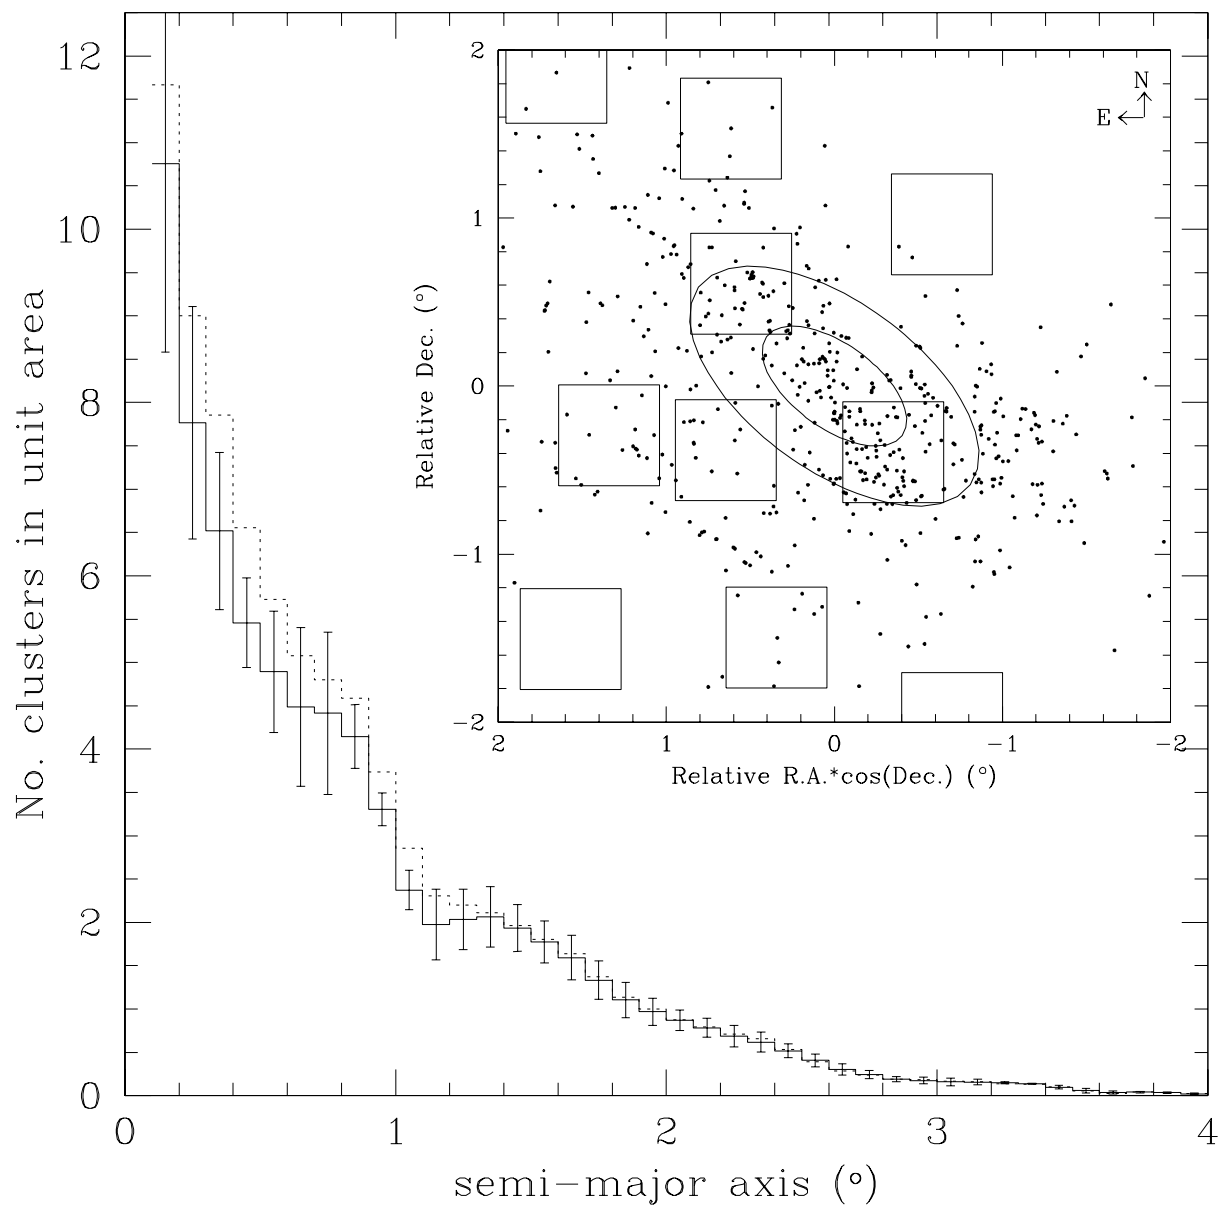 12
10
8
6
4
2
0
No. clusters in unit area
0 1 2 3 4
semi-major axis (°)
2
1
0
-1
-2
Relative Dec. (°)
N
E
2 1 0 -1 -2
Relative R.A.*cos(Dec.) (°)